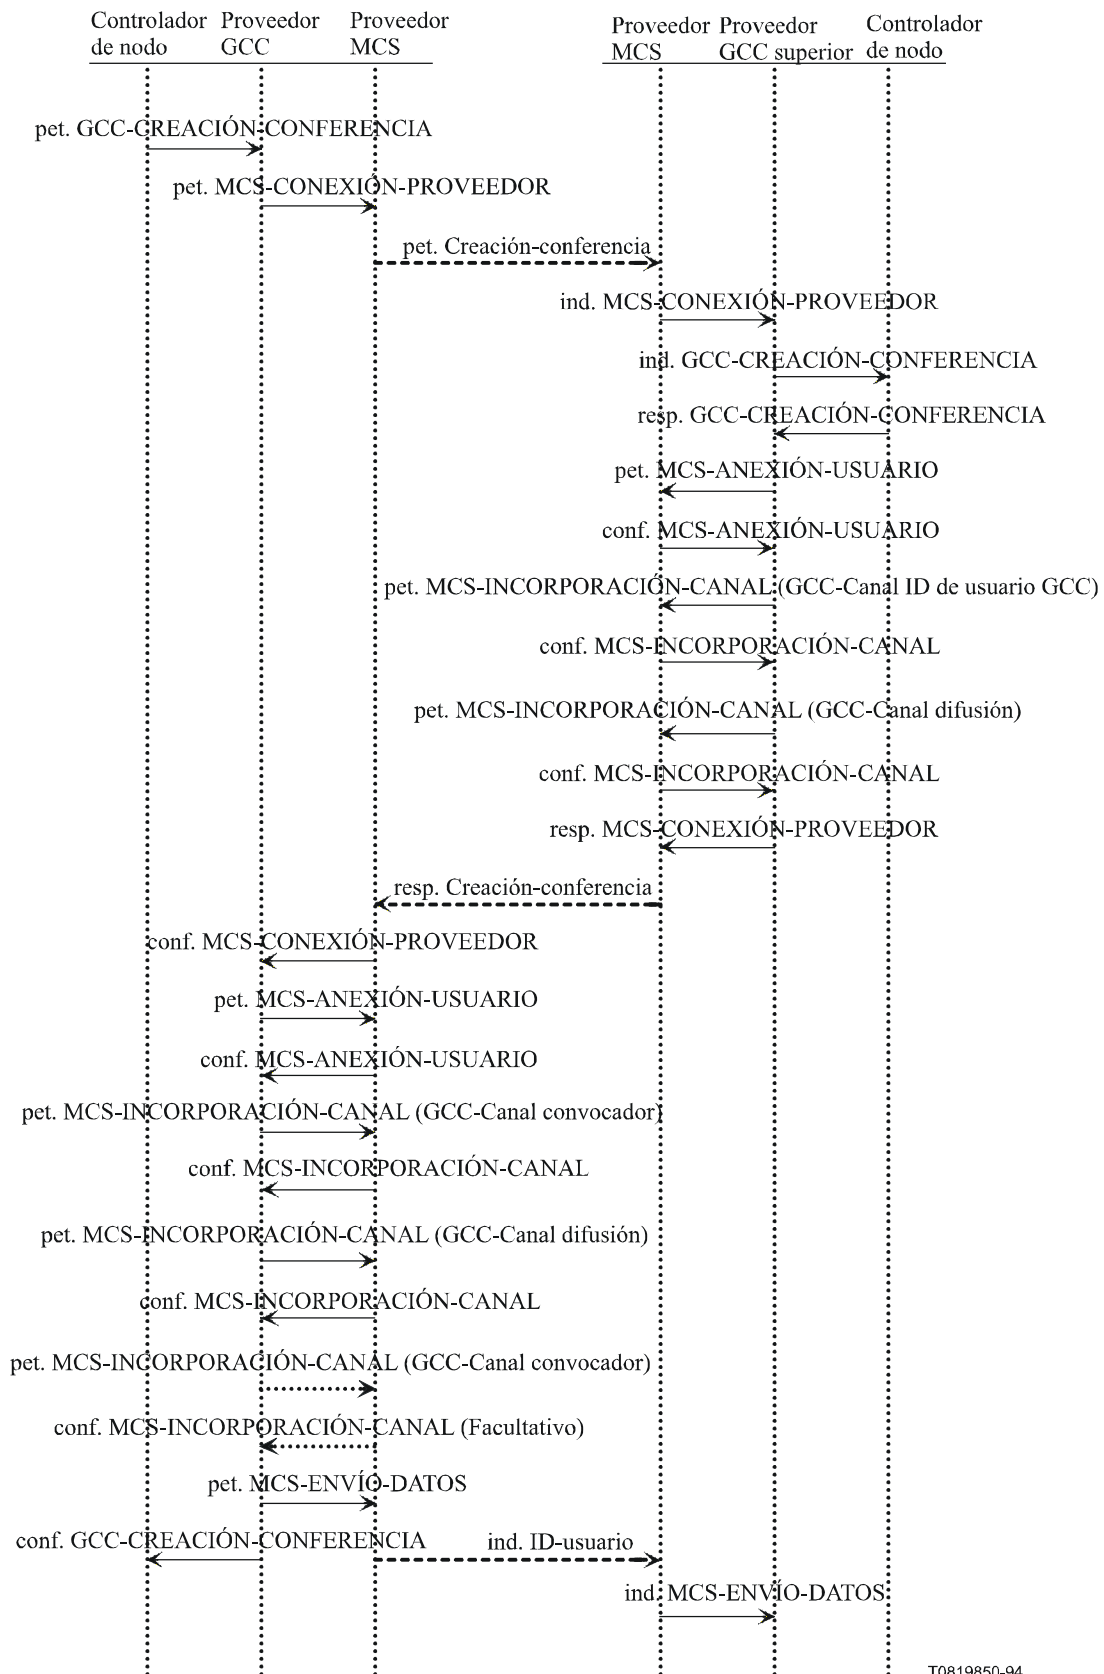 Controlador Proveedor Proveedor
de nodo GCC MCS
Proveedor Proveedor Controlador
MCS GCC superior de nodo
pet. GCC-CREACIÓN-CONFERENCIA
pet. MCS-CONEXIÓN-PROVEEDOR
pet. Creación-conferencia
ind. MCS-CONEXIÓN-PROVEEDOR
ind. GCC-CREACIÓN-CONFERENCIA
resp. GCC-CREACIÓN-CONFERENCIA
pet. MCS-ANEXIÓN-USUARIO
conf. MCS-ANEXIÓN-USUARIO
pet. MCS-INCORPORACIÓN-CANAL (GCC-Canal ID de usuario GCC)
conf. MCS-INCORPORACIÓN-CANAL
pet. MCS-INCORPORACIÓN-CANAL (GCC-Canal difusión)
conf. MCS-INCORPORACIÓN-CANAL
resp. MCS-CONEXIÓN-PROVEEDOR
resp. Creación-conferencia
conf. MCS-CONEXIÓN-PROVEEDOR
pet. MCS-ANEXIÓN-USUARIO
conf. MCS-ANEXIÓN-USUARIO
pet. MCS-INCORPORACIÓN-CANAL (GCC-Canal convocador)
conf. MCS-INCORPORACIÓN-CANAL
pet. MCS-INCORPORACIÓN-CANAL (GCC-Canal difusión)
conf. MCS-INCORPORACIÓN-CANAL
pet. MCS-INCORPORACIÓN-CANAL (GCC-Canal convocador)
conf. MCS-INCORPORACIÓN-CANAL (Facultativo)
pet. MCS-ENVÍO-DATOS
conf. GCC-CREACIÓN-CONFERENCIA
ind. ID-usuario
ind. MCS-ENVÍO-DATOS
T0819850-94